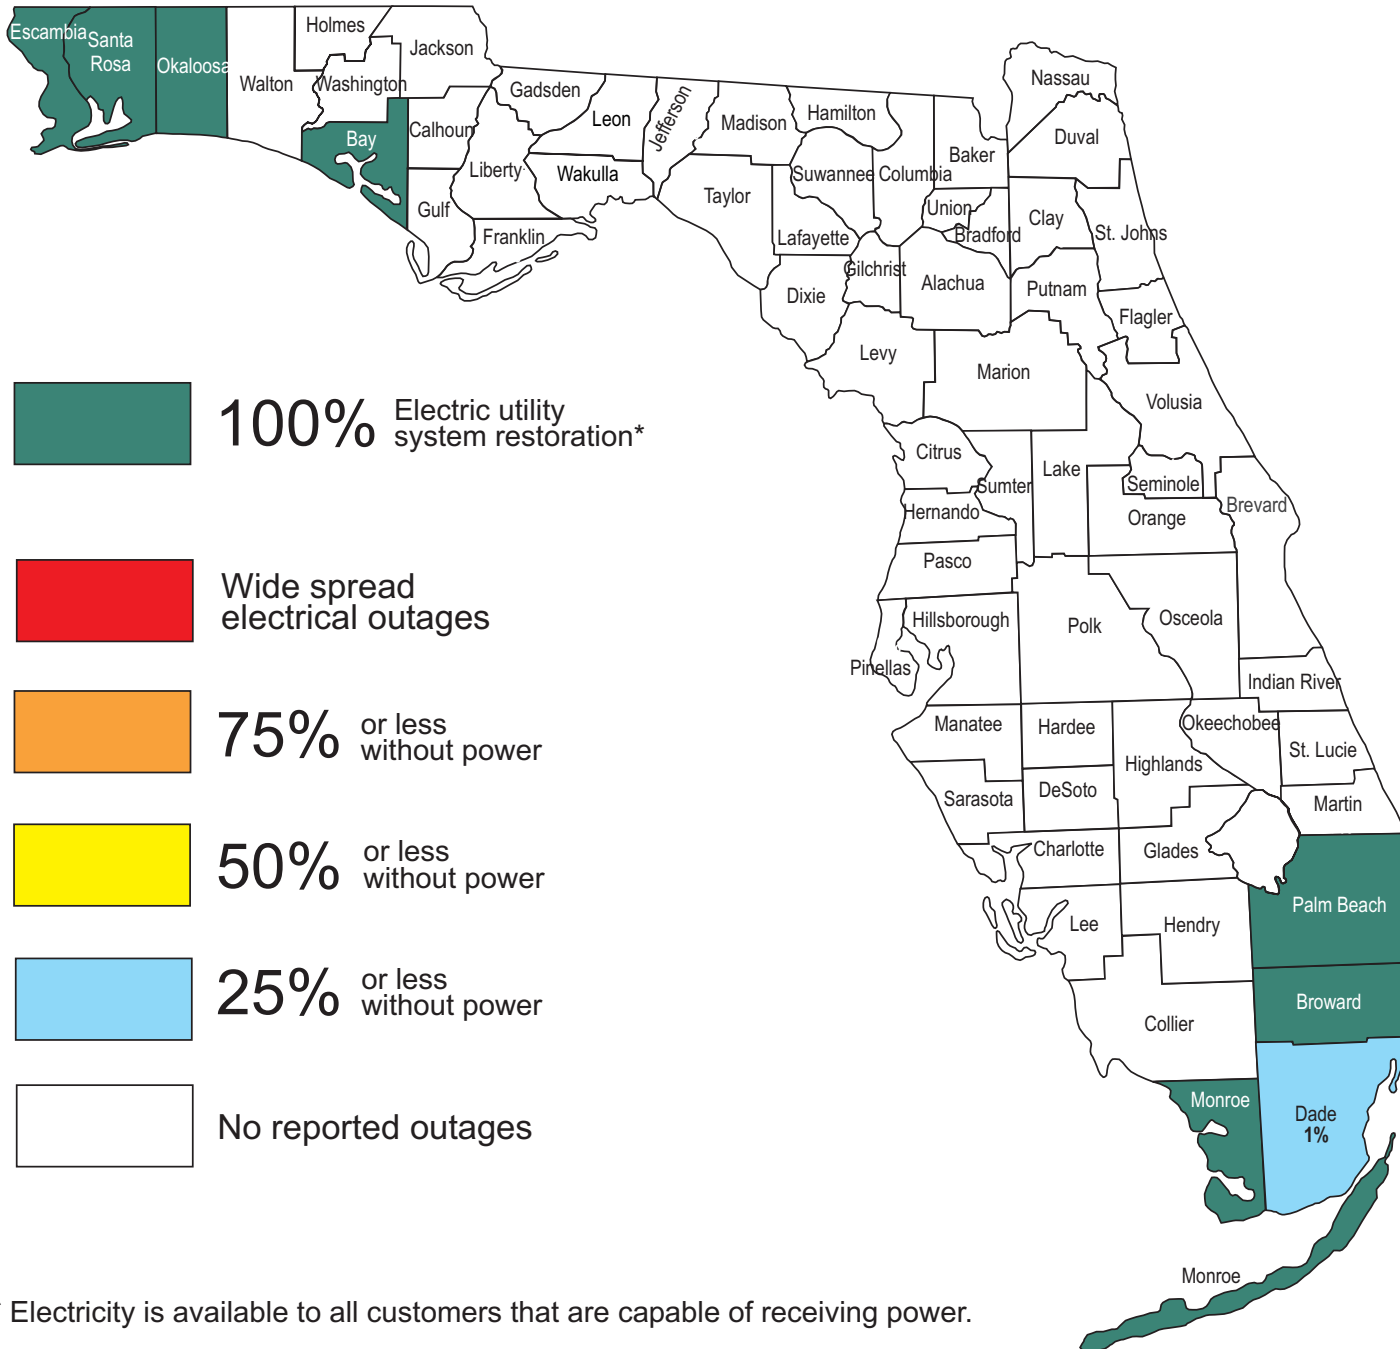 Escambia
Santa
Rosa
Okaloosa
Walton
Holmes
Washington
Jackson
Bay
Calhoun
Gulf
Liberty
Gadsden
Franklin
Leon
Wakulla
Jefferson
Madison
Taylor
Hamilton
Suwannee
Lafayette
Columbia
Dixie
Gilchrist
Baker
Union
Bradford
Alachua
Nassau
Duval
Clay
St. Johns
Putnam
Flagler
Levy
Marion
Volusia
Citrus
Sumter
Lake
Seminole
Orange
Brevard
Hernando
Pasco
Hillsborough
Polk
Osceola
Pinellas
Indian River
Manatee
Hardee
Highlands
Okeechobee
St. Lucie
Sarasota
DeSoto
Martin
Charlotte
Glades
Palm Beach
Lee
Hendry
Broward
Collier
Monroe
Dade
1%
Monroe
100% Electric utility
system restoration*
Wide spread
electrical outages
75% or less
without power
50% or less
without power
25% or less
without power
No reported outages
* Electricity is available to all customers that are capable of receiving power.